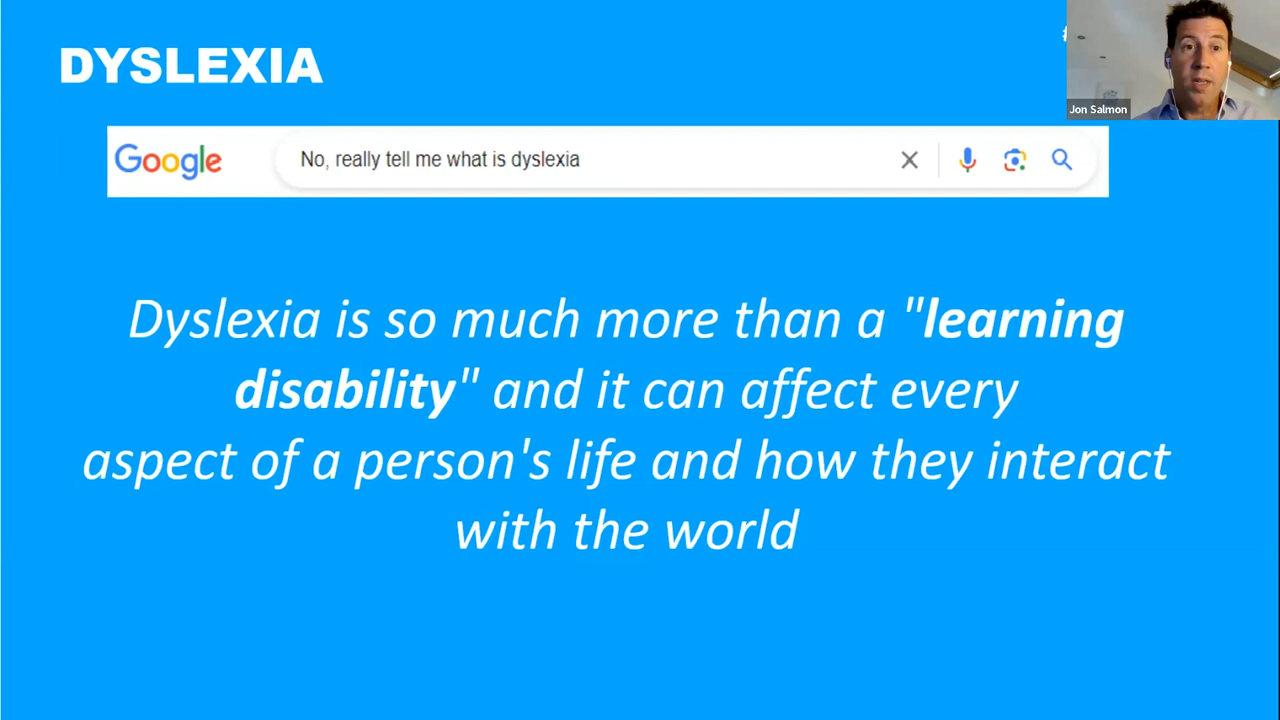 DYSLEXIA
Jon Salmon
Google
No, really tell me what is dyslexia
Dyslexia is so much more than a "learning
disability" and it can affect every
aspect of a person's life and how they interact
with the world